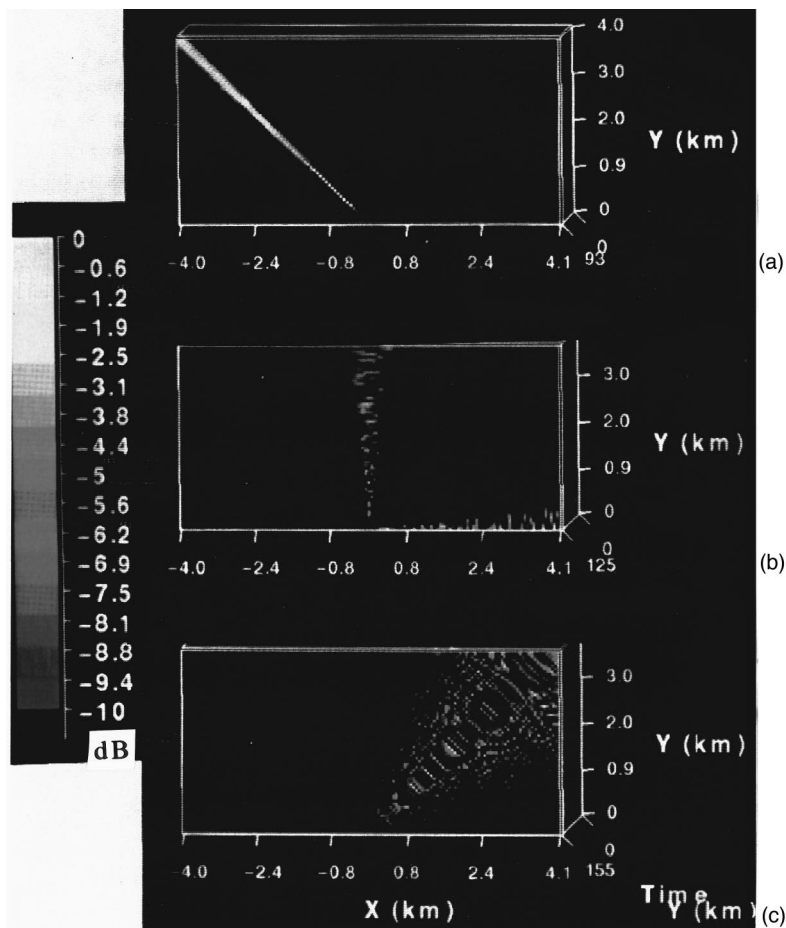 4.0
3.0
2.0
0.9
0
Y (km)
0
-4.0 -2.4 -0.8 0.8 2.4 4.1 93
(a)
0
-0.6
-1.2
-1.9
-2.5
-3.1
-3.8
-4.4
-5
-5.6
-6.2
-6.9
-7.5
-8.1
-8.8
-9.4
-10
dB
3.0
2.0
0.9
0
Y (km)
0
-4.0 -2.4 -0.8 0.8 2.4 4.1 125
(b)
3.0
2.0
0.9
0
Y (km)
0
-4.0 -2.4 -0.8 0.8 2.4 4.1 155
X (km)
Time
Y (km)
(c)